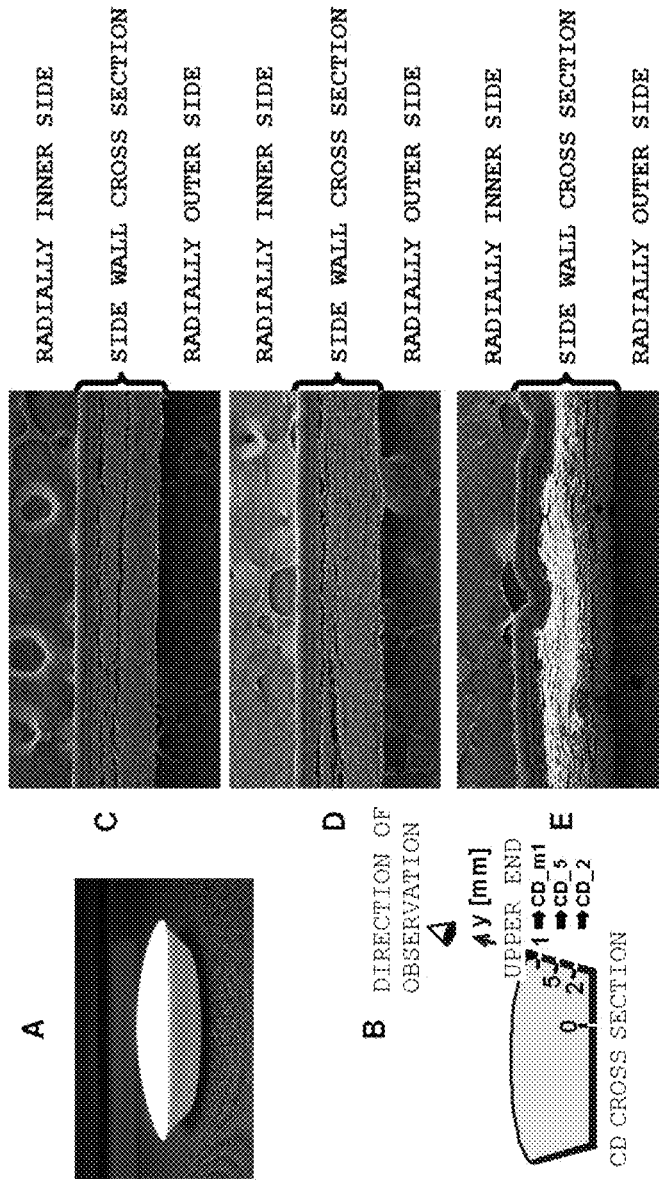 A
B
DIRECTION OF
OBSERVATION
y [mm]
UPPER END
1 CD_m1
5 CD_5
2 CD_2
0
CD CROSS SECTION
C
RADIALLY INNER SIDE
SIDE WALL CROSS SECTION
RADIALLY OUTER SIDE
D
RADIALLY INNER SIDE
SIDE WALL CROSS SECTION
RADIALLY OUTER SIDE
E
RADIALLY INNER SIDE
SIDE WALL CROSS SECTION
RADIALLY OUTER SIDE